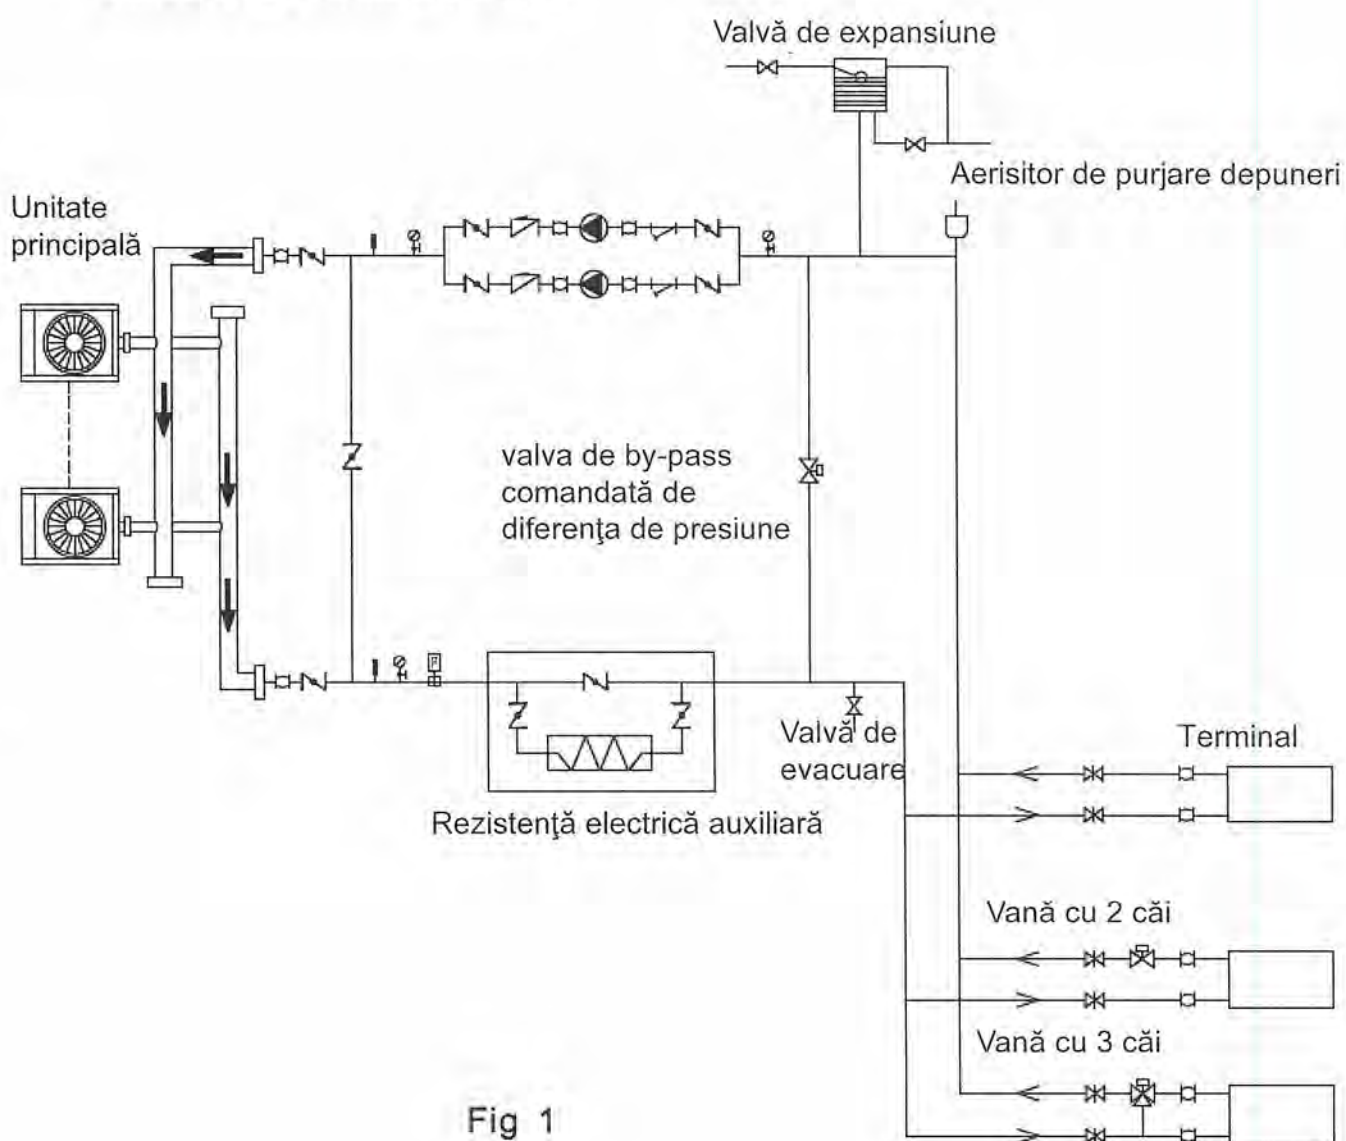 Valvă de expansiune
Aerisitor de purjare depuneri
Unitate
principală
valva de by-pass
comandată de
diferenţa de presiune
Valvă de
evacuare
Terminal
Rezistenţă electrică auxiliară
Vană cu 2 căi
Vană cu 3 căi
Fig 1